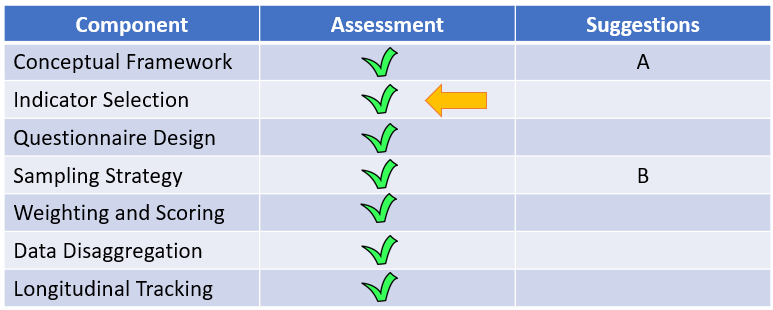 Component Assessment Suggestions
Conceptual Framework A
Indicator Selection
Questionnaire Design
Sampling Strategy B
Weighting and Scoring
Data Disaggregation
Longitudinal Tracking